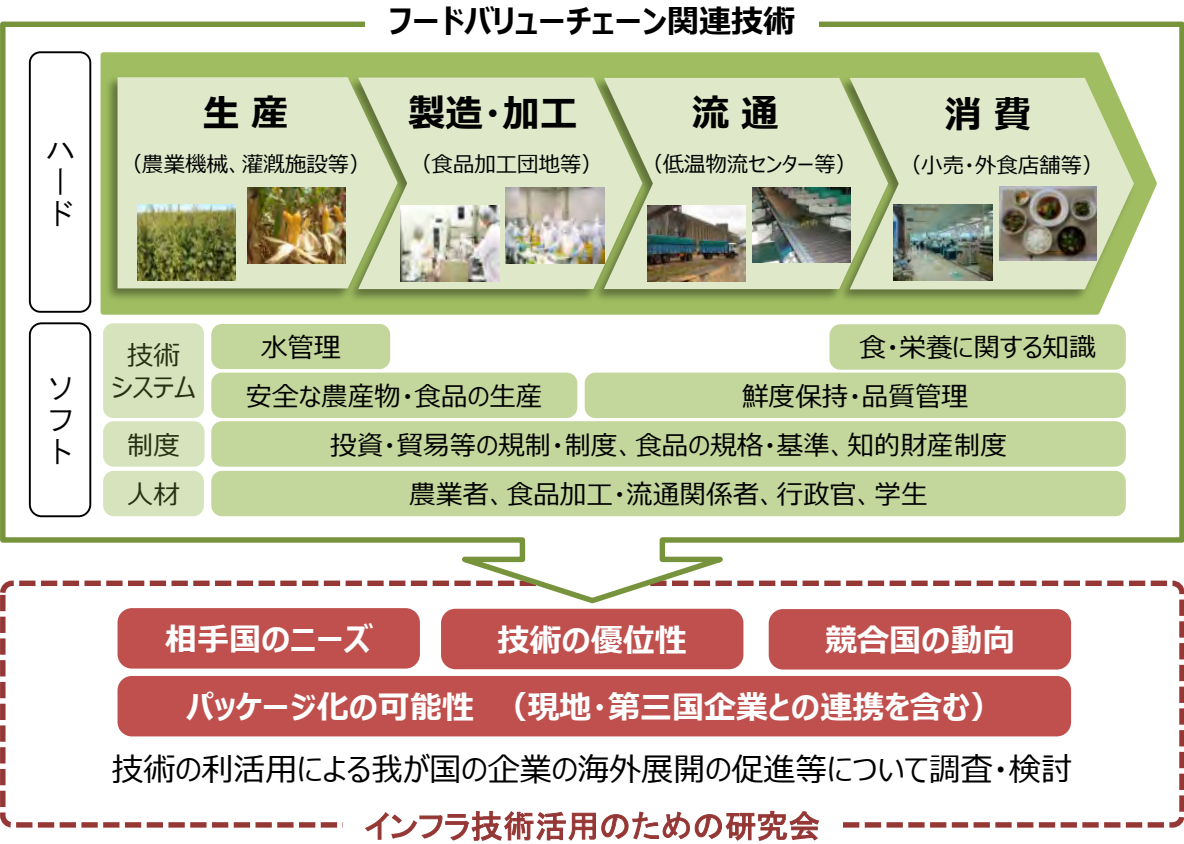 フードバリューチェーン関連技術
ハード
生 産
（農業機械、灌漑施設等）
製造・加工
（食品加工団地等）
流 通
（低温物流センター等）
消 費
（小売・外食店舗等）
ソフト
技術
システム
水管理
食・栄養に関する知識
安全な農産物・食品の生産
鮮度保持・品質管理
制度
投資・貿易等の規制・制度、食品の規格・基準、知的財産制度
人材
農業者、食品加工・流通関係者、行政官、学生
相手国のニーズ
技術の優位性
競合国の動向
パッケージ化の可能性　（現地・第三国企業との連携を含む）
技術の利活用による我が国の企業の海外展開の促進等について調査・検討
インフラ技術活用のための研究会